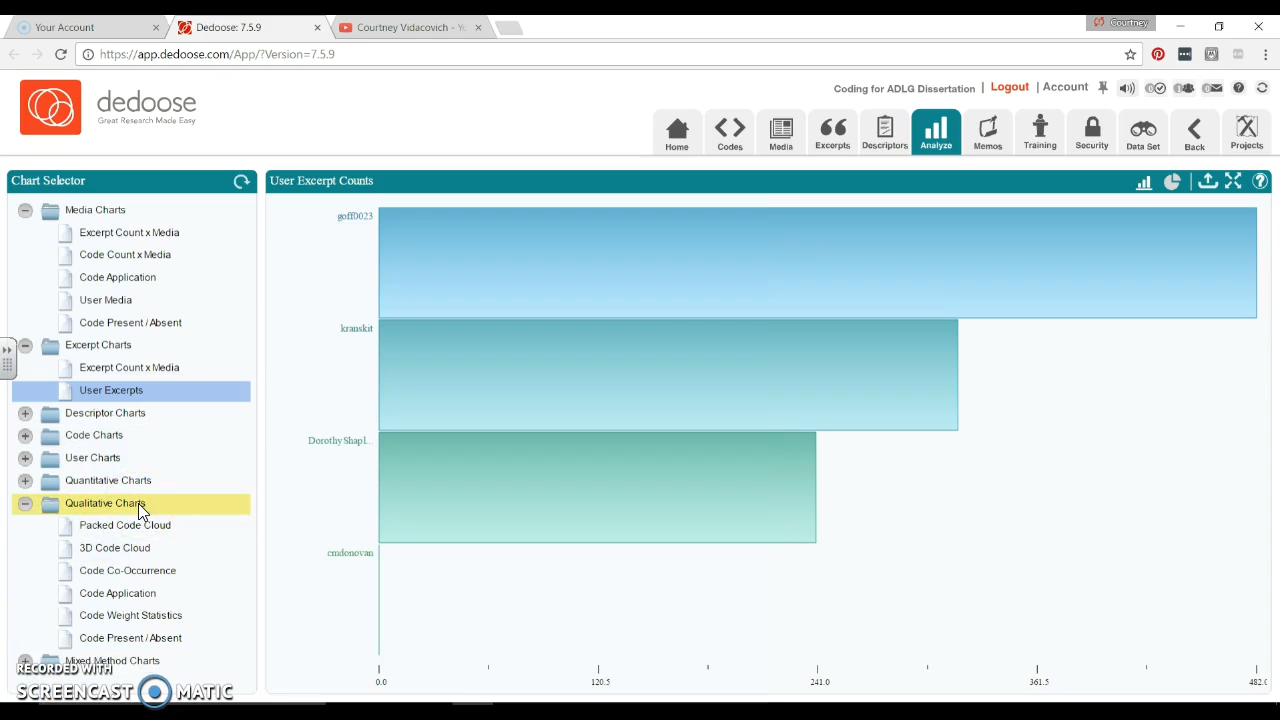 Your Account
Dedoose: 7.5.9
Courtney Vidacovich - Yo
Courtney
https://app.dedoose.com/App/?Version=7.5.9
dedoose
Great Research Made Easy
Coding for ADLG Dissertation | Logout | Account
Home
Codes
Media
Excerpts
Descriptors
Analyze
Memos
Training
Security
Data Set
Back
Projects
Chart Selector
Media Charts
Excerpt Count x Media
Code Count x Media
Code Application
User Media
Code Present / Absent
Excerpt Charts
Excerpt Count x Media
User Excerpts
Descriptor Charts
Code Charts
User Charts
Quantitative Charts
Qualitative Charts
Packed Code Cloud
3D Code Cloud
Code Co-Occurrence
Code Application
Code Weight Statistics
Code Present / Absent
Mixed Method Charts
User Excerpt Counts
goff0023
kranskit
DorothyShapl...
cmdonovan
0.0 120.5 241.0 361.5 482.0
RECORDED WITH
SCREENCAST MATIC